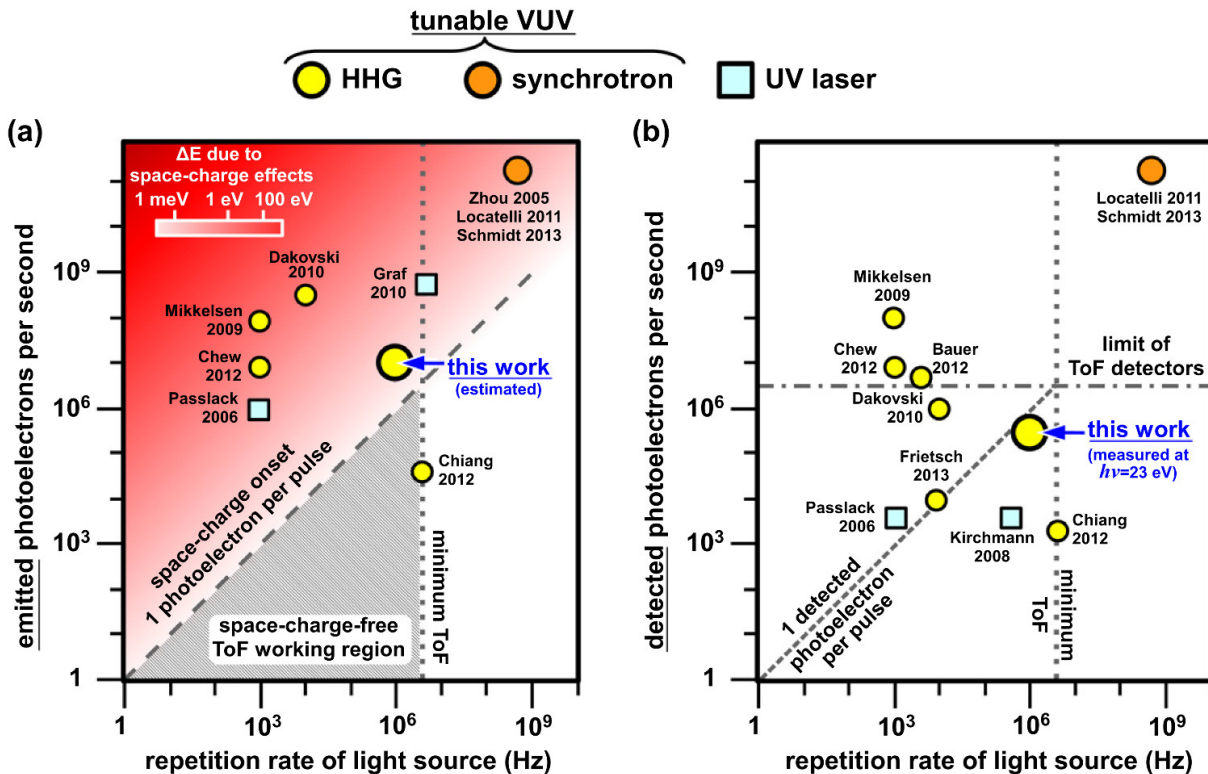 tunable VUV
HHG
synchrotron
UV laser
(a)
ΔE due to
space-charge effects
1 meV 1 eV 100 eV
Zhou 2005
Locatelli 2011
Schmidt 2013
Dakovski
2010
Graf
2010
Mikkelsen
2009
Chew
2012
Passlack
2006
this work
(estimated)
Chiang
2012
space-charge onset
1 photoelectron per pulse
minimum ToF
space-charge-free
ToF working region
emitted photoelectrons per second
10⁹
10⁶
10³
1
1 10³ 10⁶ 10⁹
repetition rate of light source (Hz)
(b)
Locatelli 2011
Schmidt 2013
Mikkelsen
2009
Chew
2012
Bauer
2012
limit of
ToF detectors
Dakovski
2010
this work
(measured at
hν=23 eV)
Frietsch
2013
Passlack
2006
Kirchmann
2008
Chiang
2012
1 detected
photoelectron
per pulse
minimum
ToF
detected photoelectrons per second
10⁹
10⁶
10³
1
1 10³ 10⁶ 10⁹
repetition rate of light source (Hz)